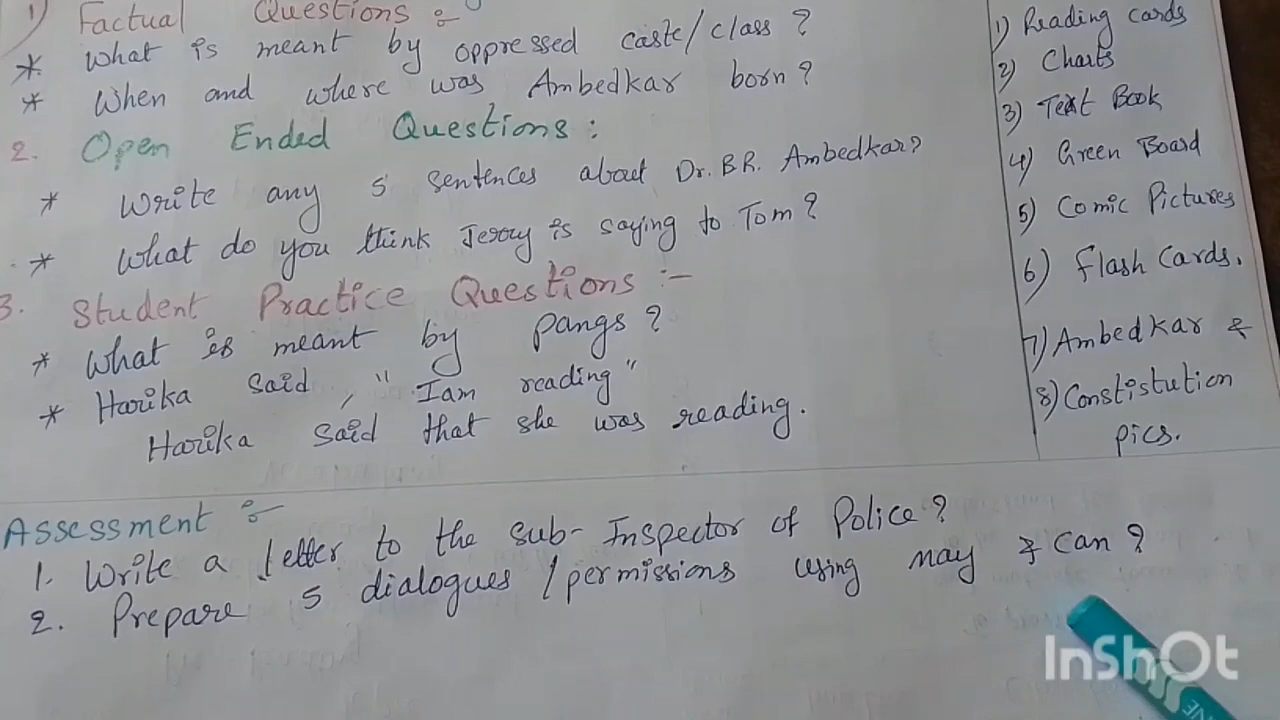 1) Factual Questions :-
* What is meant by oppressed caste/class ?
* When and where was Ambedkar born ?
2. Open Ended Questions :
* Write any 5 sentences about Dr. B.R. Ambedkar?
* What do you think Jerry is saying to Tom ?
3. Student Practice Questions :-
* What is meant by pangs ?
* Harika said, "I am reading"
Harika said that she was reading.
1) Reading cards
2) Charts
3) Text Book
4) Green Board
5) Comic Pictures
6) Flash Cards.
7) Ambedkar &
8) Constistution
pics.
Assessment :-
1. Write a letter to the sub-Inspector of Police ?
2. Prepare 5 dialogues / permissions using may & can ?
InShOt